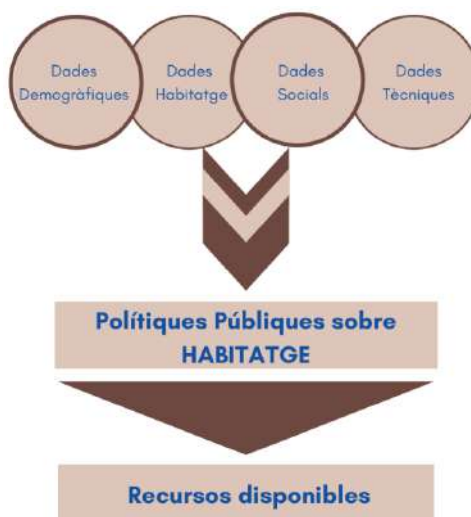 Dades
Demogràfiques
Dades
Habitatge
Dades
Socials
Dades
Tècniques
Polítiques Públiques sobre
HABITATGE
Recursos disponibles